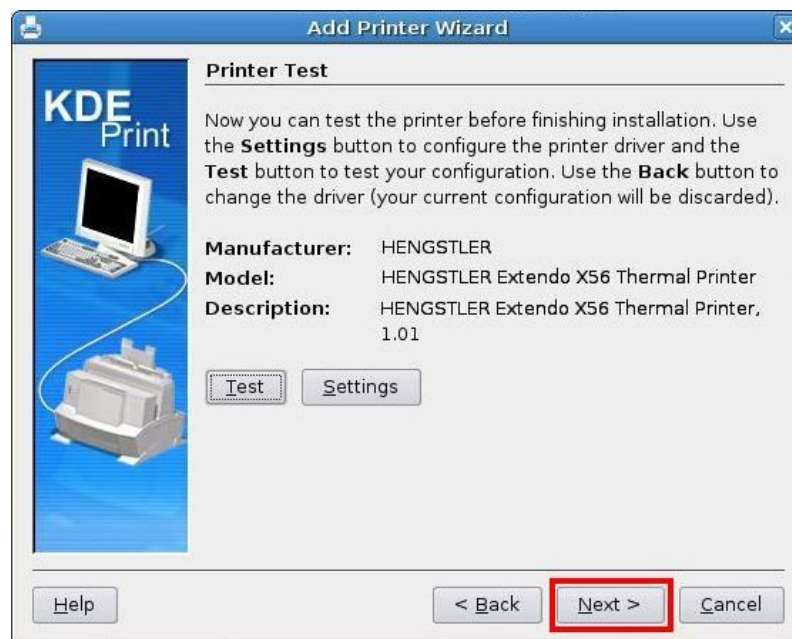 Add Printer Wizard
KDE
Print
Printer Test
Now you can test the printer before finishing installation. Use
the Settings button to configure the printer driver and the
Test button to test your configuration. Use the Back button to
change the driver (your current configuration will be discarded).
Manufacturer: HENGSTLER
Model: HENGSTLER Extendo X56 Thermal Printer
Description: HENGSTLER Extendo X56 Thermal Printer,
1.01
Test Settings
Help < Back Next > Cancel